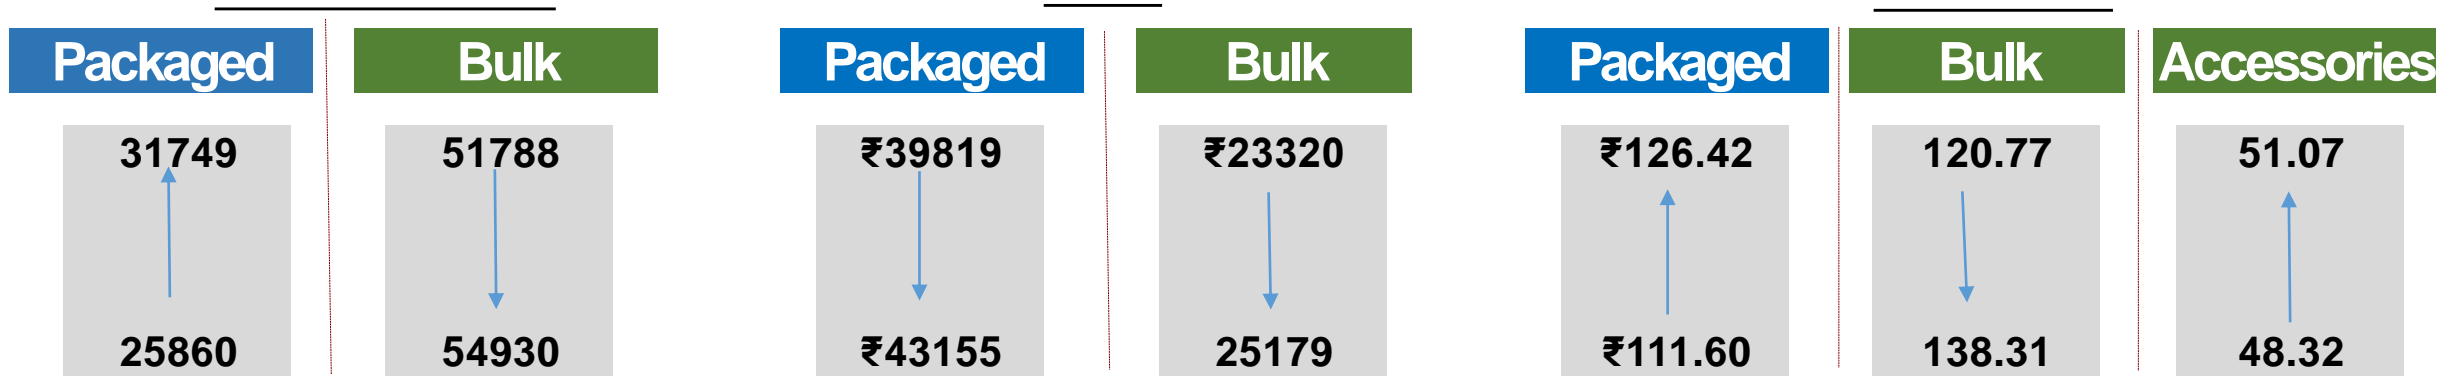 Packaged Bulk Packaged Bulk Packaged Bulk Accessories
31749 51788 ₹39819 ₹23320 ₹126.42 120.77 51.07
25860 54930 ₹43155 25179 ₹111.60 138.31 48.32